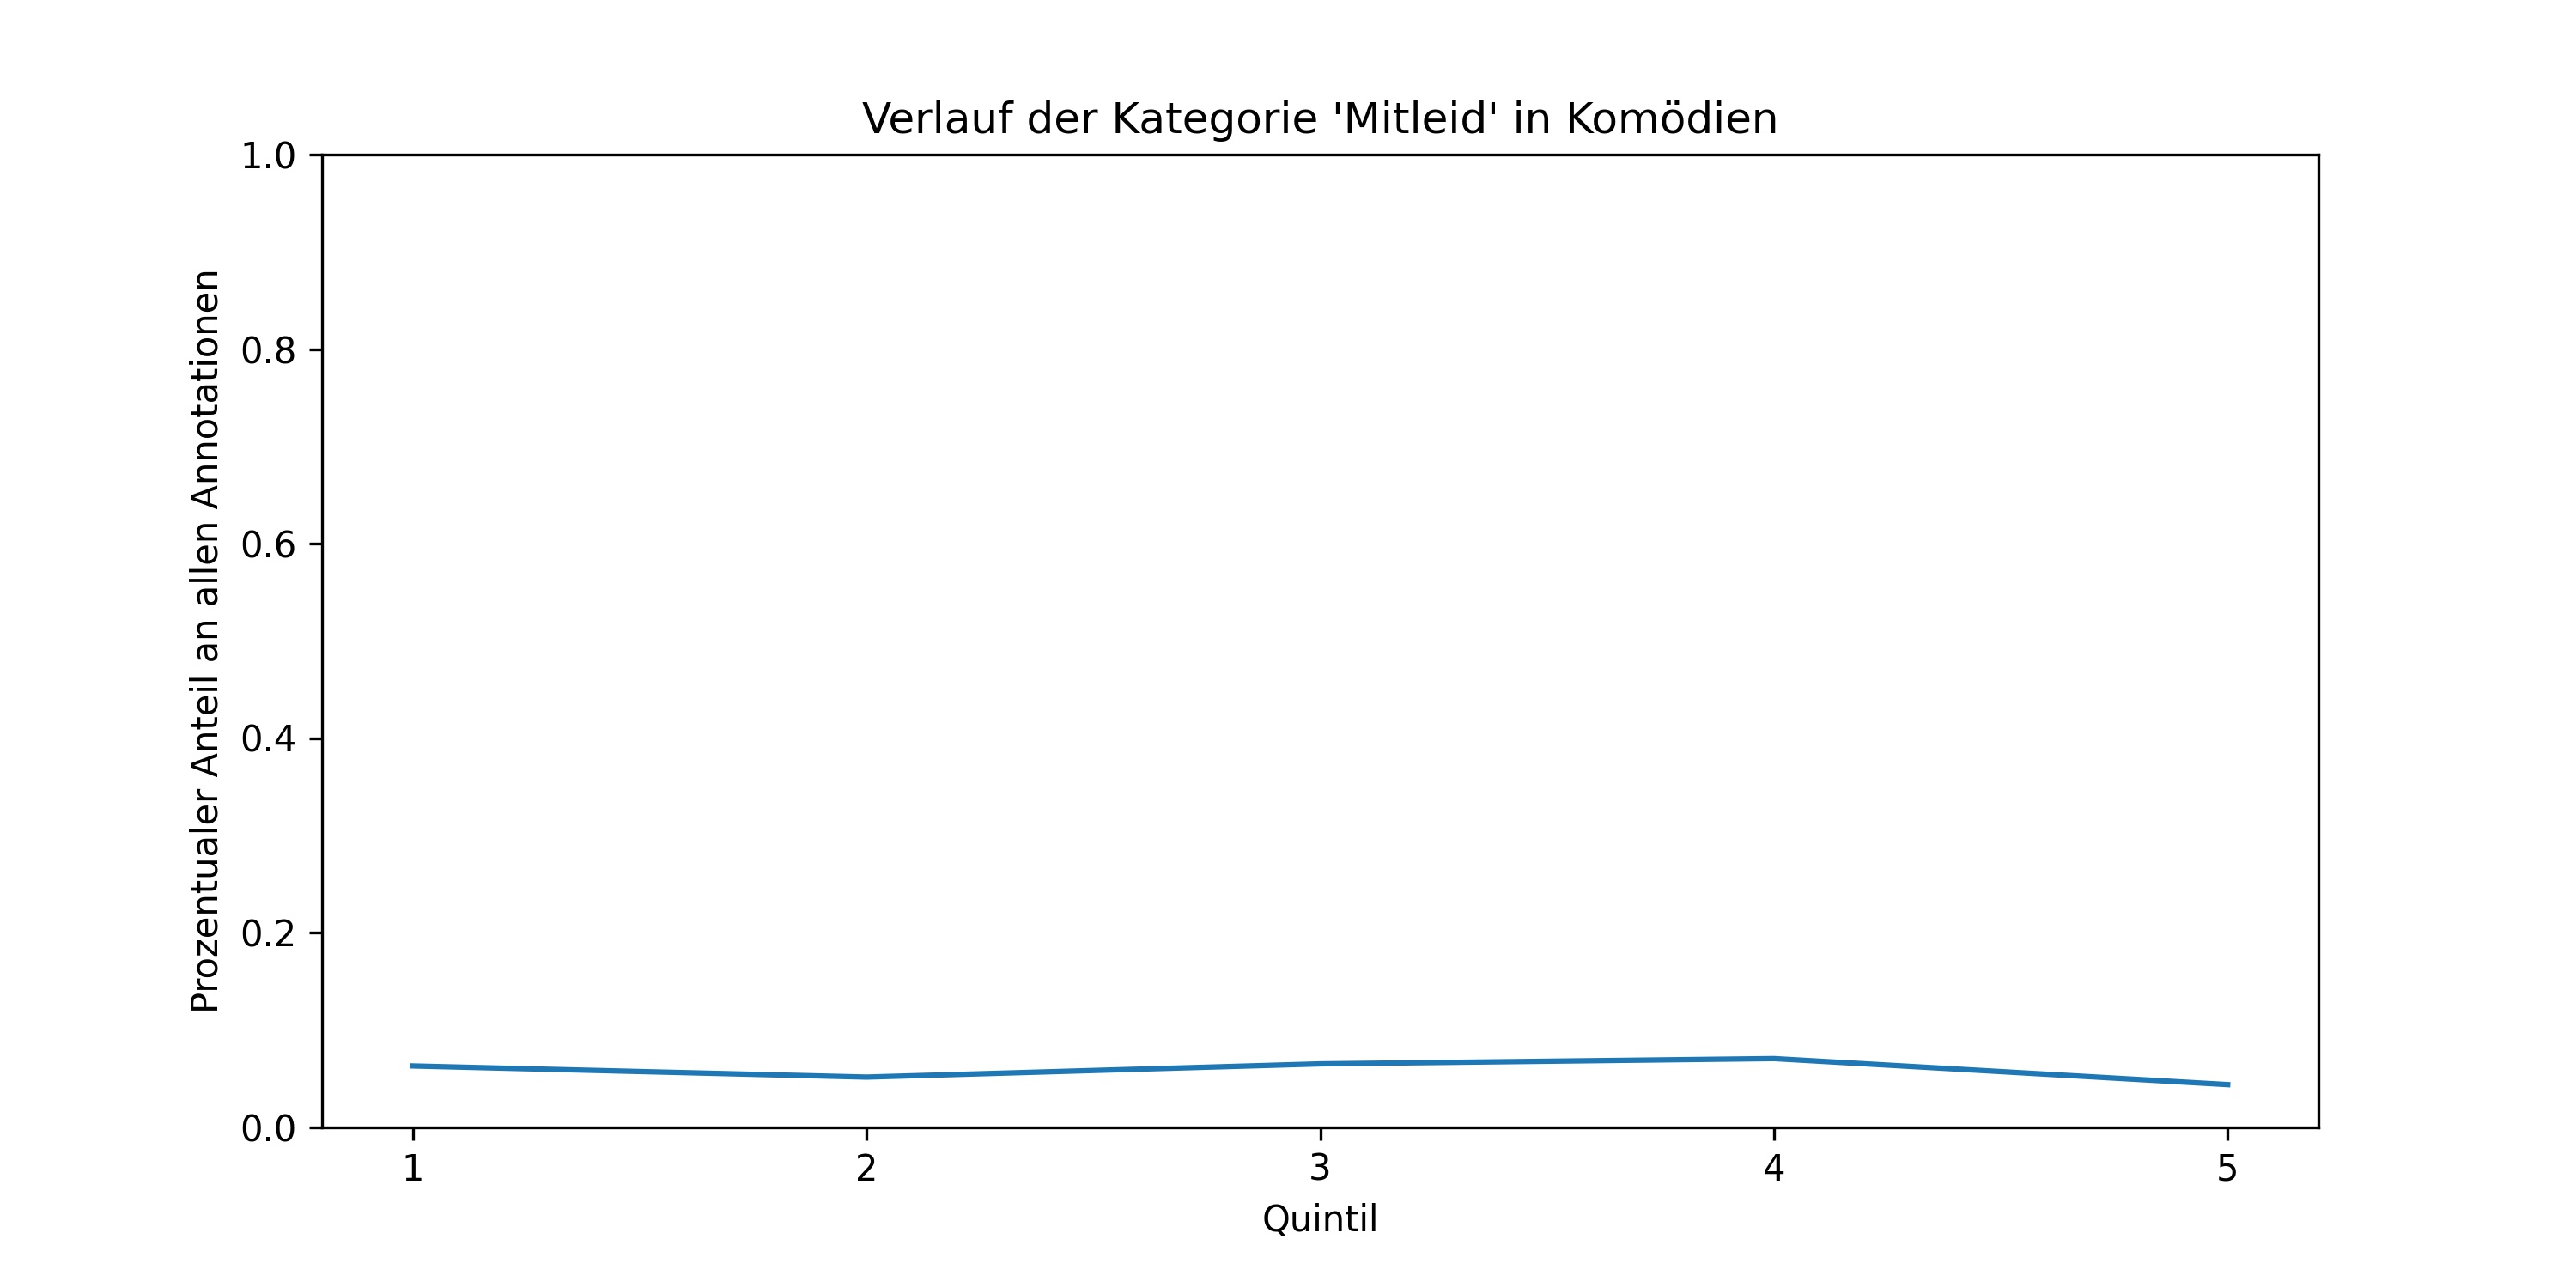 Verlauf der Kategorie 'Mitleid' in Komödien
Prozentualer Anteil an allen Annotationen
1.0
0.8
0.6
0.4
0.2
0.0
1 2 3 4 5
Quintil